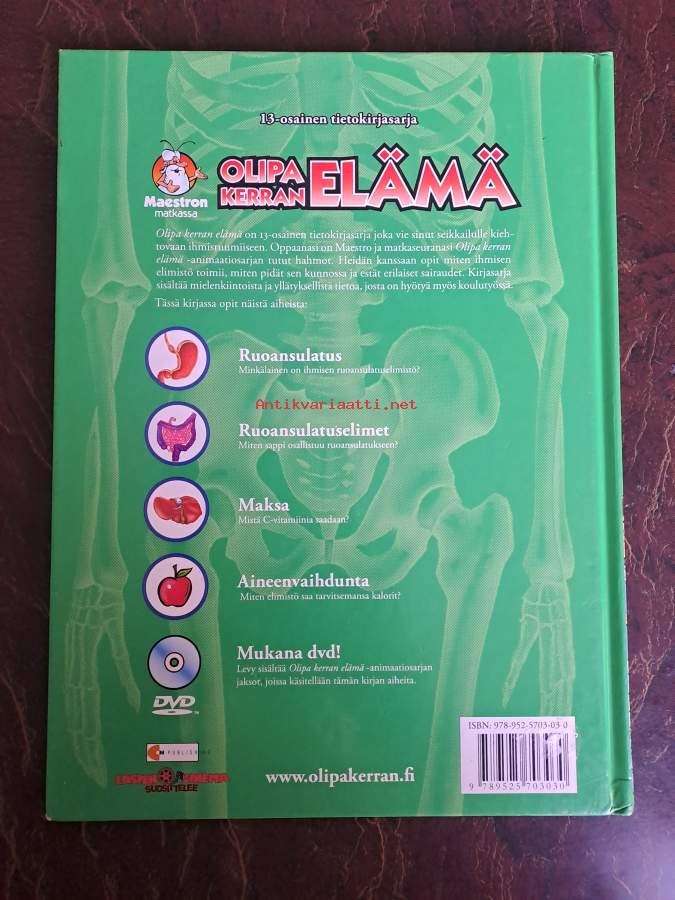 13-osainen tietokirjasarja
Maestron
matkassa
OLIPA
KERRAN
ELÄMÄ
Olipa kerran elämä on 13-osainen tietokirjasarja joka vie sinut seikkailulle kieh-
tovaan ihmisruumiiseen. Oppaanasi on Maestro ja matkaseuranasi Olipa kerran
elämä -animaatiosarjan tutut hahmot. Heidän kanssaan opit miten ihmisen
elimistö toimii, miten pidät sen kunnossa ja estät erilaiset sairaudet. Kirjasarja
sisältää mielenkiintoista ja yllätyksellistä tietoa, josta on hyötyä myös koulutyössä.
Tässä kirjassa opit näistä aiheista:
Ruoansulatus
Minkälainen on ihmisen ruoansulatuselimistö?
Antikvariaatti.net
Ruoansulatuselimet
Miten sappi osallistuu ruoansulatukseen?
Maksa
Mistä C-vitamiinia saadaan?
Aineenvaihdunta
Miten elimistö saa tarvitsemansa kalorit?
Mukana dvd!
Levy sisältää Olipa kerran elämä -animaatiosarjan
jaksot, joissa käsitellään tämän kirjan aiheita.
DVD
ISBN: 978-952-5703-03-0
PUBLISHING
LASTEN CINEMA
SUOSITTELEE
www.olipakerran.fi
9 789525 703030